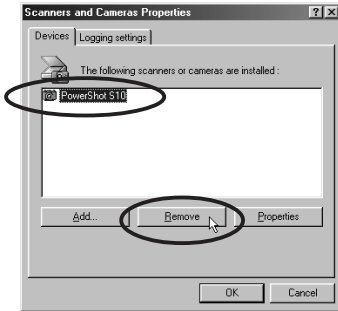 Scanners and Cameras Properties
Devices Logging settings
The following scanners or cameras are installed :
PowerShot S10
Add... Remove Properties
OK Cancel